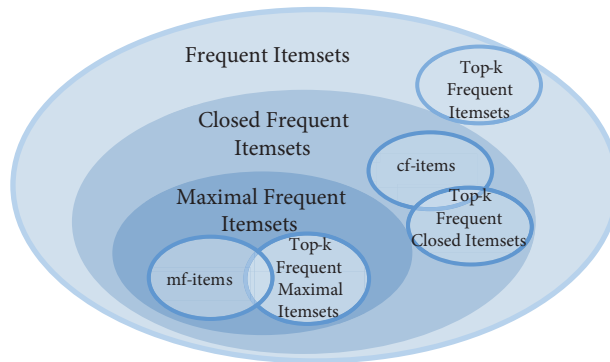 Frequent Itemsets
Top-k
Frequent
Itemsets
Closed Frequent
Itemsets
cf-items
Maximal Frequent
Itemsets
Top-k
Frequent
Closed Itemsets
mf-items
Top-k
Frequent
Maximal
Itemsets